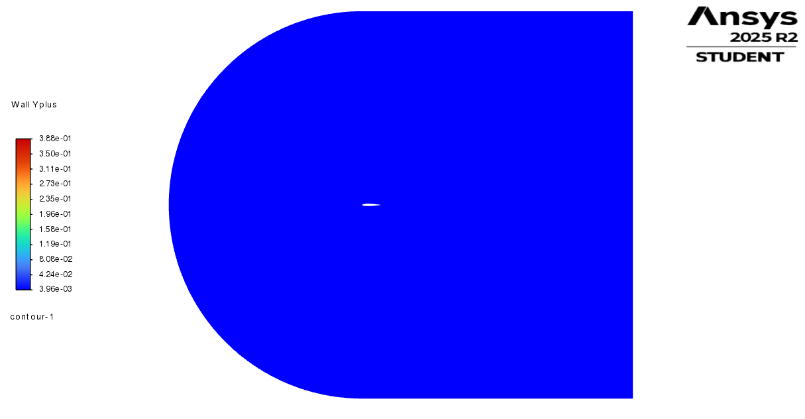 Ansys
2025 R2
STUDENT
Wall Yplus
3.88e-01
3.50e-01
3.11e-01
2.73e-01
2.35e-01
1.96e-01
1.58e-01
1.19e-01
8.08e-02
4.24e-02
3.96e-03
contour-1